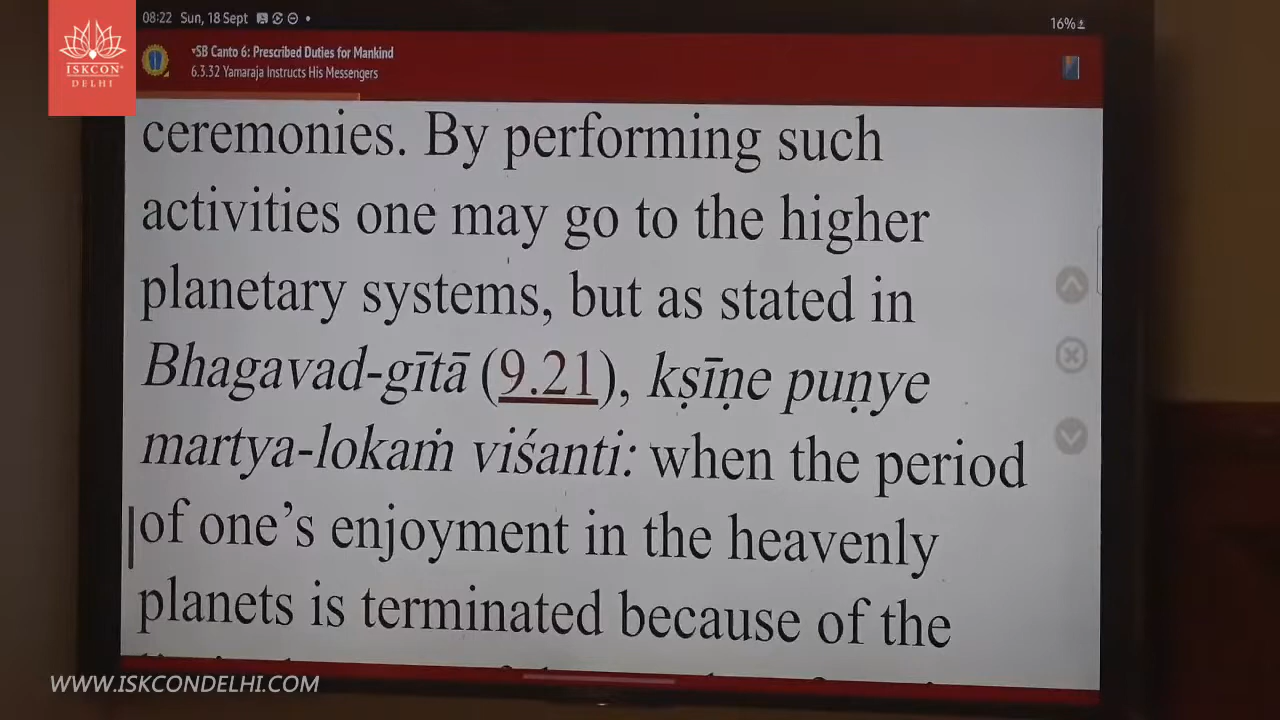 08:22 Sun, 18 Sept
16%
ISKCON
DELHI
SB Canto 6: Prescribed Duties for Mankind
6.3.32 Yamaraja Instructs His Messengers
ceremonies. By performing such
activities one may go to the higher
planetary systems, but as stated in
Bhagavad-gītā (9.21), kṣīṇe puṇye
martya-lokaṁ viśanti: when the period
of one’s enjoyment in the heavenly
planets is terminated because of the
WWW.ISKCONDELHI.COM